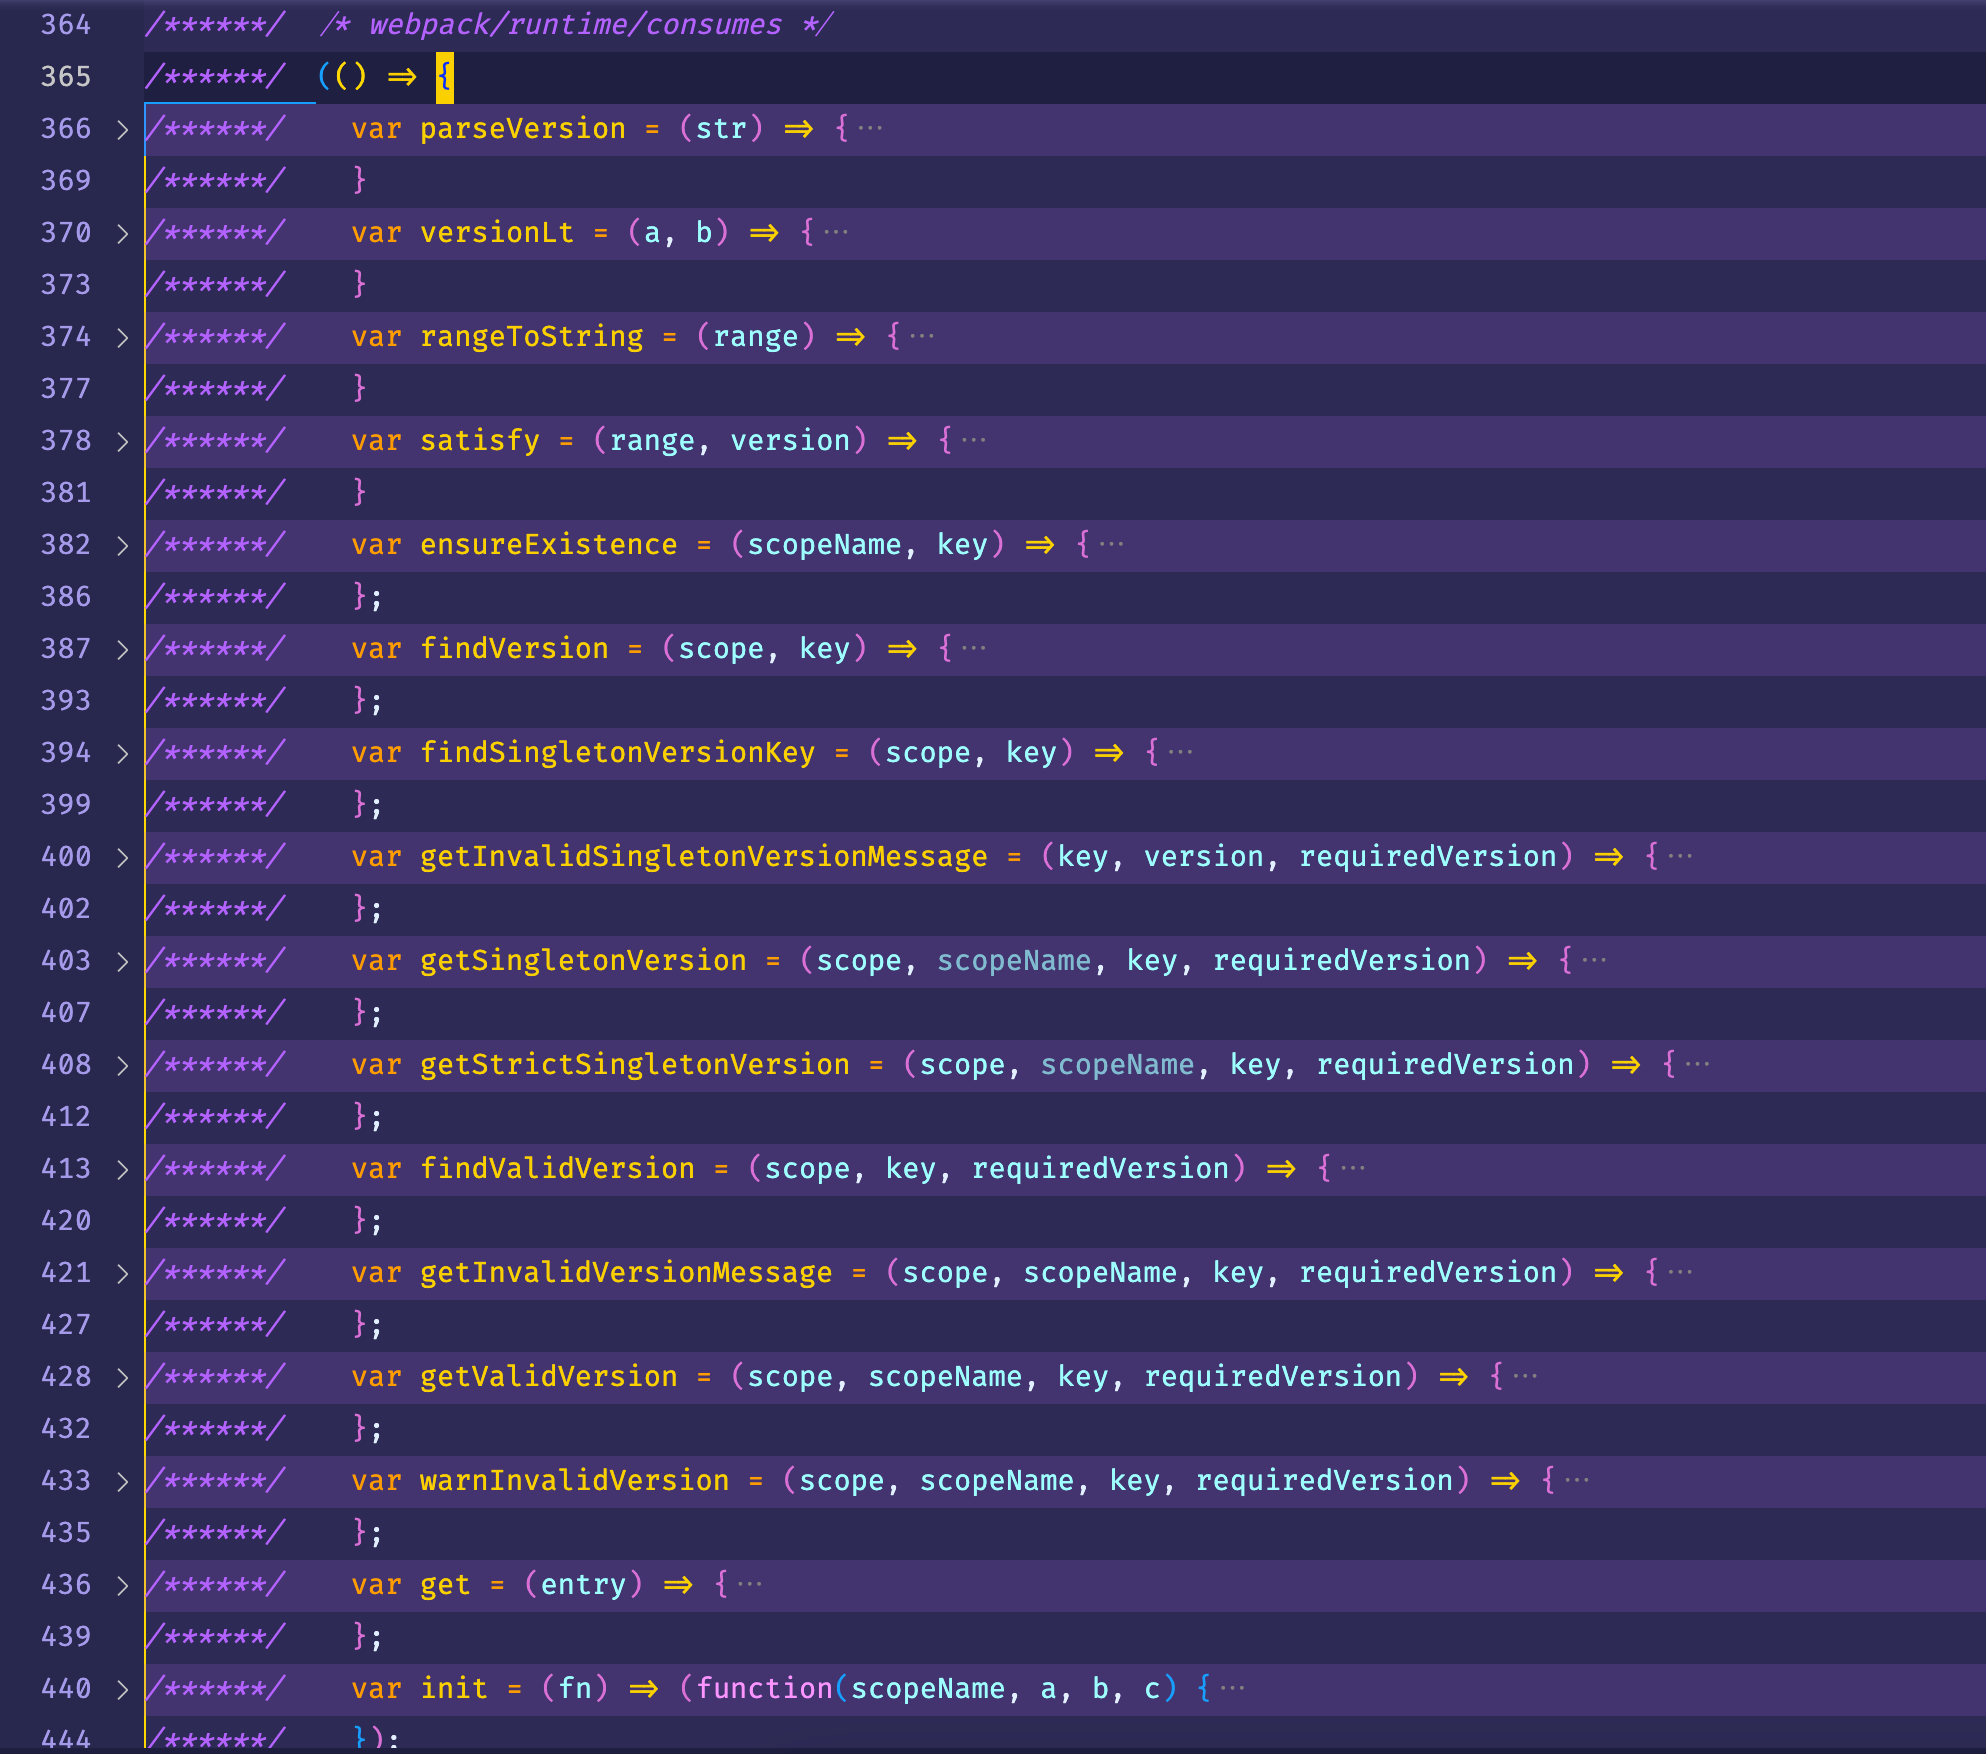 364 /******/ /* webpack/runtime/consumes */
365 /******/ (() => {
366 /******/ var parseVersion = (str) => {···
369 /******/ }
370 /******/ var versionLt = (a, b) => {···
373 /******/ }
374 /******/ var rangeToString = (range) => {···
377 /******/ }
378 /******/ var satisfy = (range, version) => {···
381 /******/ }
382 /******/ var ensureExistence = (scopeName, key) => {···
386 /******/ };
387 /******/ var findVersion = (scope, key) => {···
393 /******/ };
394 /******/ var findSingletonVersionKey = (scope, key) => {···
399 /******/ };
400 /******/ var getInvalidSingletonVersionMessage = (key, version, requiredVersion) => {···
402 /******/ };
403 /******/ var getSingletonVersion = (scope, scopeName, key, requiredVersion) => {···
407 /******/ };
408 /******/ var getStrictSingletonVersion = (scope, scopeName, key, requiredVersion) => {···
412 /******/ };
413 /******/ var findValidVersion = (scope, key, requiredVersion) => {···
420 /******/ };
421 /******/ var getInvalidVersionMessage = (scope, scopeName, key, requiredVersion) => {···
427 /******/ };
428 /******/ var getValidVersion = (scope, scopeName, key, requiredVersion) => {···
432 /******/ };
433 /******/ var warnInvalidVersion = (scope, scopeName, key, requiredVersion) => {···
435 /******/ };
436 /******/ var get = (entry) => {···
439 /******/ };
440 /******/ var init = (fn) => (function(scopeName, a, b, c) {···
444 /******/ });